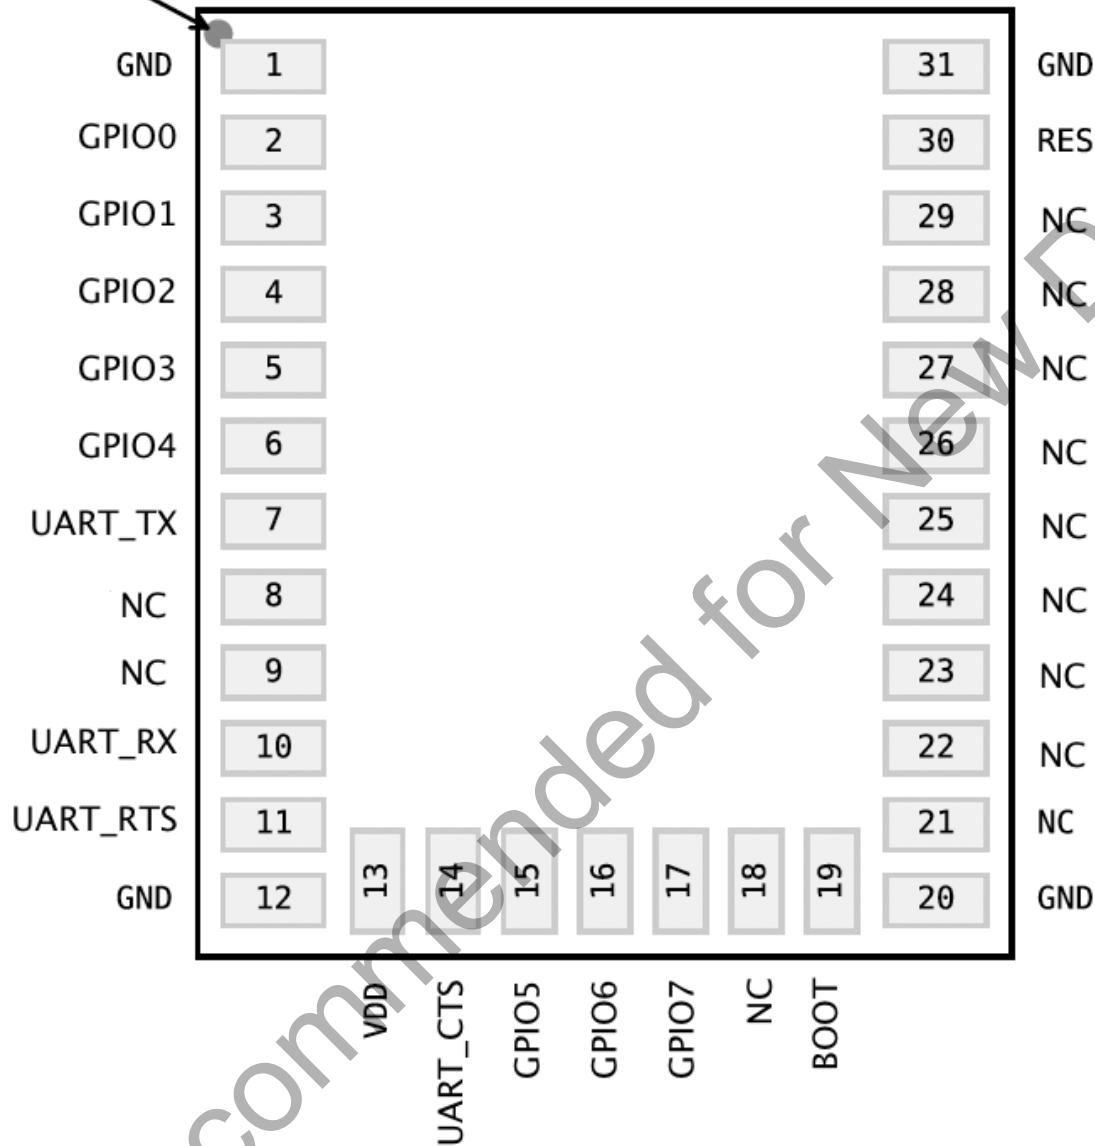 GND 1 31 GND
GPIO0 2 30 RES
GPIO1 3 29 NC
GPIO2 4 28 NC
GPIO3 5 27 NC
GPIO4 6 26 NC
UART_TX 7 25 NC
NC 8 24 NC
NC 9 23 NC
UART_RX 10 22 NC
UART_RTS 11 21 NC
GND 12 20 GND
13 14 15 16 17 18 19
VDD UART_CTS GPIO5 GPIO6 GPIO7 NC BOOT
commended for New D